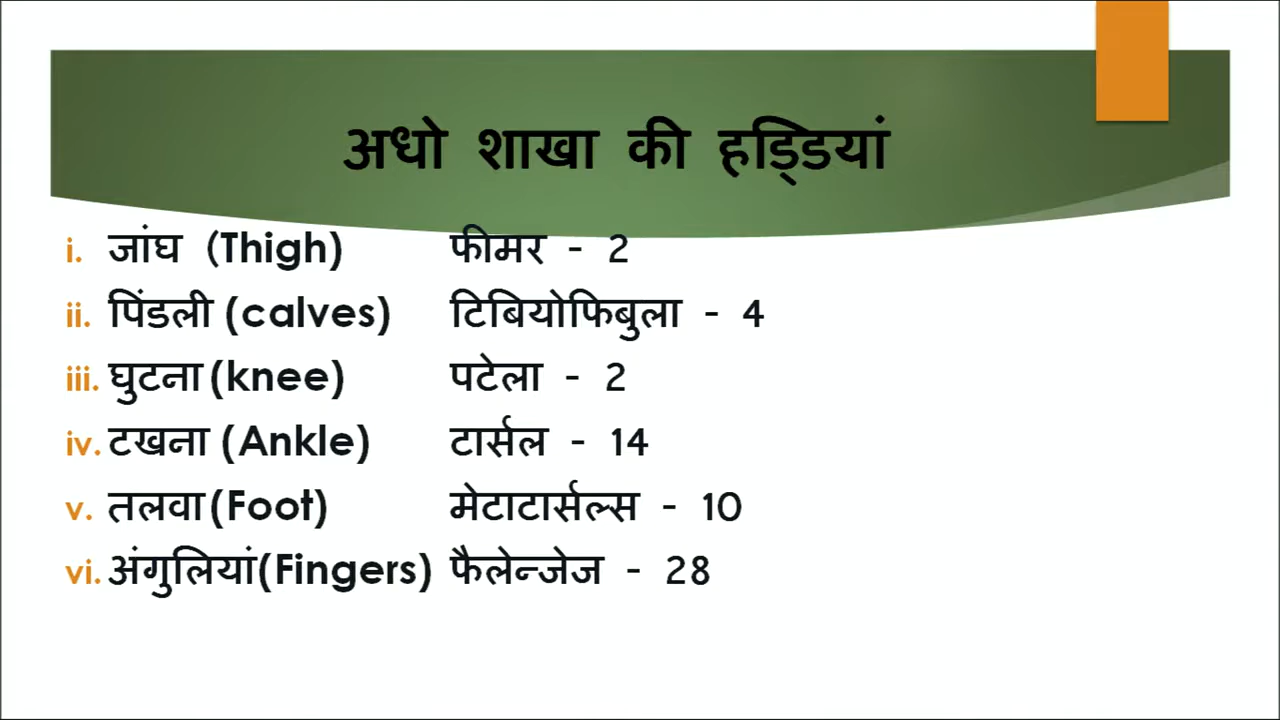 अधो शाखा की हड्डियां
i. जांघ (Thigh) फीमर - 2
ii. पिंडली (calves) टिबियोफिबुला - 4
iii. घुटना (knee) पटेला - 2
iv. टखना (Ankle) टार्सल - 14
v. तलवा (Foot) मेटाटार्सल्स - 10
vi. अंगुलियां(Fingers) फैलेन्जेज - 28